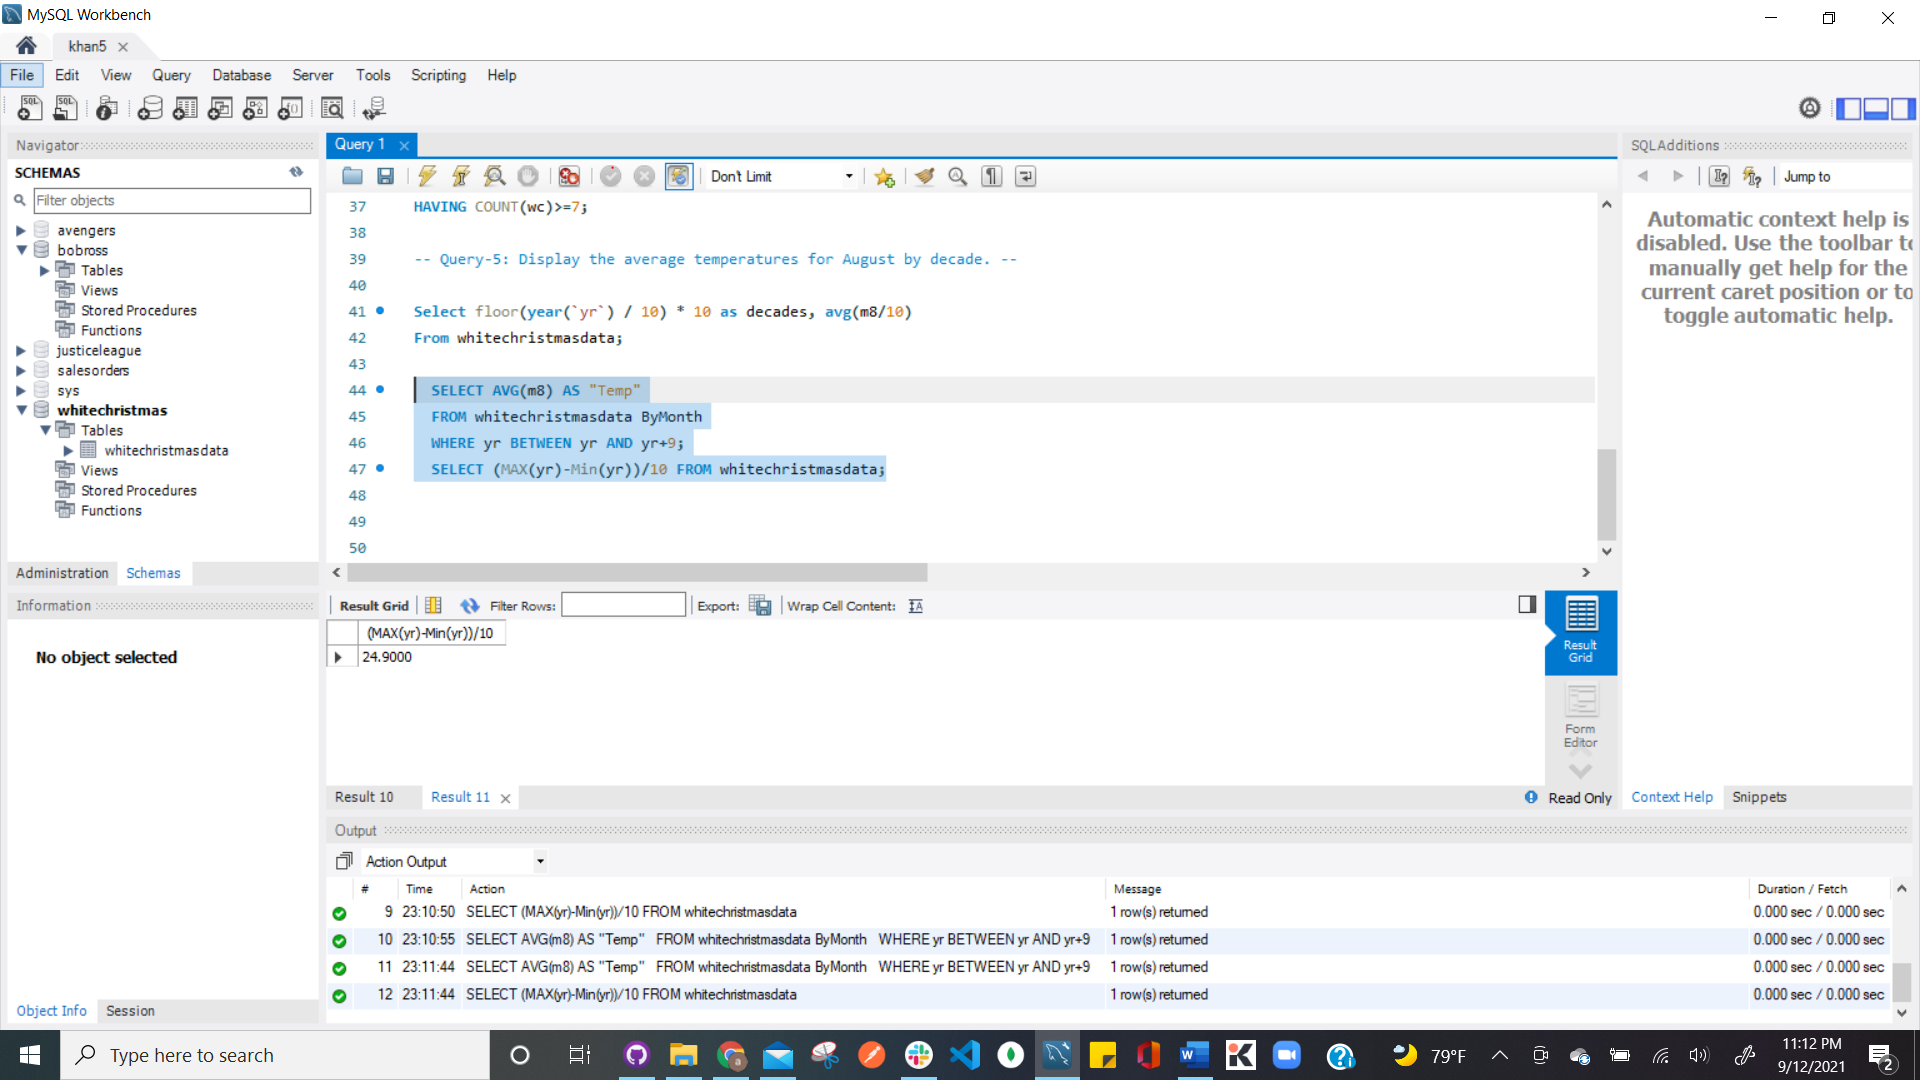 MySQL Workbench
khan5
File Edit View Query Database Server Tools Scripting Help
Navigator
SCHEMAS
Filter objects
avengers
bobross
Tables
Views
Stored Procedures
Functions
justiceleague
salesorders
sys
whitechristmas
Tables
whitechristmasdata
Views
Stored Procedures
Functions
Administration Schemas
Information
No object selected
Object Info Session
Query 1
Don't Limit
37 HAVING COUNT(wc)>=7;
38
39 -- Query-5: Display the average temperatures for August by decade. --
40
41 Select floor(year(`yr`) / 10) * 10 as decades, avg(m8/10)
42 From whitechristmasdata;
43
44 SELECT AVG(m8) AS "Temp"
45 FROM whitechristmasdata ByMonth
46 WHERE yr BETWEEN yr AND yr+9;
47 SELECT (MAX(yr)-Min(yr))/10 FROM whitechristmasdata;
48
49
50
Result Grid Filter Rows: Export: Wrap Cell Content:
(MAX(yr)-Min(yr))/10
24.9000
Result Grid
Form Editor
Result 10 Result 11 Read Only
SQLAdditions
Jump to
Automatic context help is
disabled. Use the toolbar to
manually get help for the
current caret position or to
toggle automatic help.
Context Help Snippets
Output
Action Output
# Time Action Message Duration / Fetch
9 23:10:50 SELECT (MAX(yr)-Min(yr))/10 FROM whitechristmasdata 1 row(s) returned 0.000 sec / 0.000 sec
10 23:10:55 SELECT AVG(m8) AS "Temp" FROM whitechristmasdata ByMonth WHERE yr BETWEEN yr AND yr+9 1 row(s) returned 0.000 sec / 0.000 sec
11 23:11:44 SELECT AVG(m8) AS "Temp" FROM whitechristmasdata ByMonth WHERE yr BETWEEN yr AND yr+9 1 row(s) returned 0.000 sec / 0.000 sec
12 23:11:44 SELECT (MAX(yr)-Min(yr))/10 FROM whitechristmasdata 1 row(s) returned 0.000 sec / 0.000 sec
Type here to search
79°F
11:12 PM
9/12/2021
2